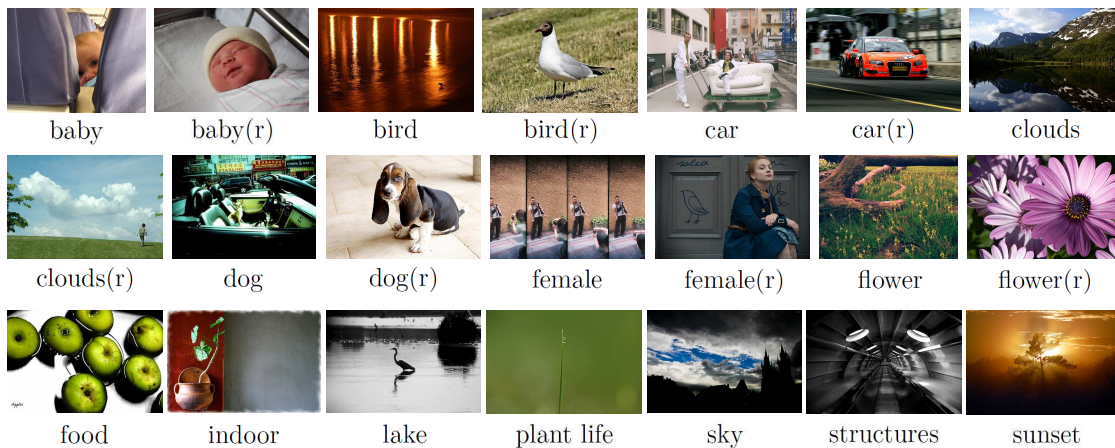 baby
baby(r)
bird
bird(r)
car
car(r)
clouds
clouds(r)
dog
dog(r)
female
female(r)
flower
flower(r)
Apples
food
indoor
lake
plant life
sky
structures
sunset